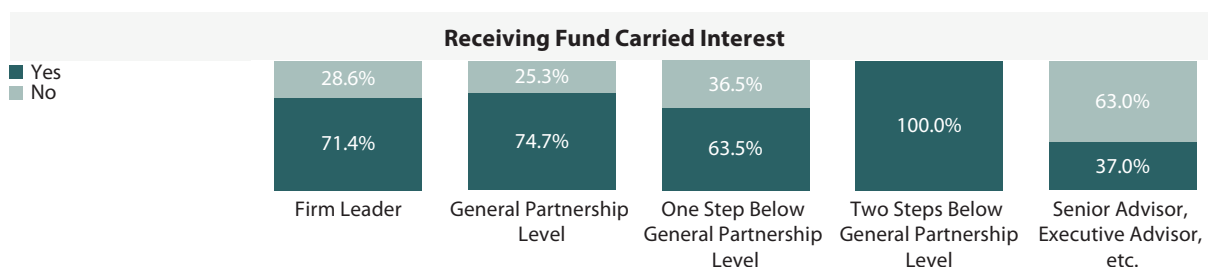 Receiving Fund Carried Interest
Yes
No
28.6%
71.4%
25.3%
74.7%
36.5%
63.5%
100.0%
63.0%
37.0%
Firm Leader
General Partnership
Level
One Step Below
General Partnership
Level
Two Steps Below
General Partnership
Level
Senior Advisor,
Executive Advisor,
etc.